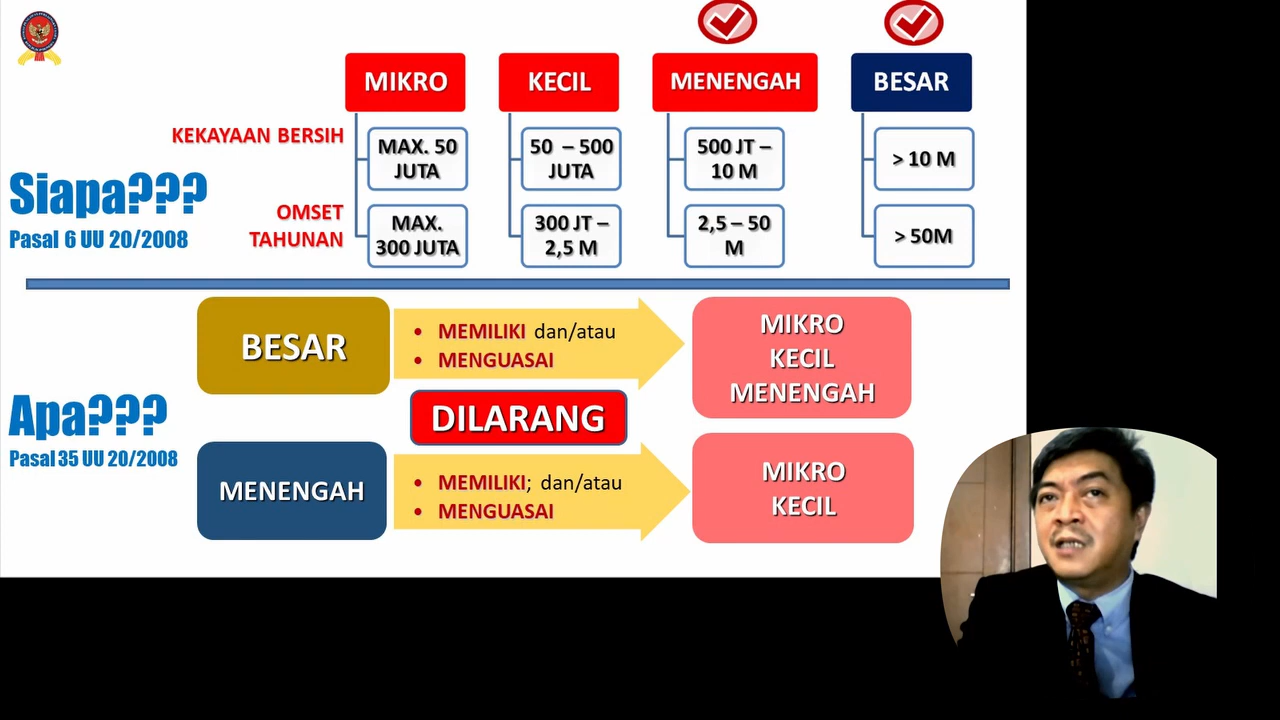 MIKRO
KECIL
MENENGAH
BESAR
KEKAYAAN BERSIH
MAX. 50
JUTA
50 – 500
JUTA
500 JT –
10 M
> 10 M
Siapa???
Pasal 6 UU 20/2008
OMSET
TAHUNAN
MAX.
300 JUTA
300 JT –
2,5 M
2,5 – 50
M
> 50M
BESAR
• MEMILIKI dan/atau
• MENGUASAI
MIKRO
KECIL
MENENGAH
Apa???
Pasal 35 UU 20/2008
DILARANG
MENENGAH
• MEMILIKI; dan/atau
• MENGUASAI
MIKRO
KECIL